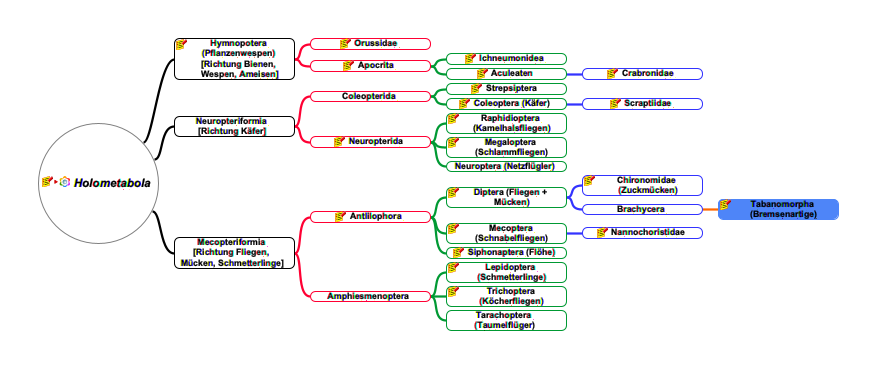 Holometabola
Hymnopotera
(Pflanzenwespen)
[Richtung Bienen,
Wespen, Ameisen]
Orussidae
Apocrita
Ichneumonidea
Aculeaten
Crabronidae
Neuropteriformia
[Richtung Käfer]
Coleopterida
Strepsiptera
Coleoptera (Käfer)
Scraptiidae
Neuropterida
Raphidioptera
(Kamelhalsfliegen)
Megaloptera
(Schlammfliegen)
Neuroptera (Netzflügler)
Mecopteriformia
[Richtung Fliegen,
Mücken, Schmetterlinge]
Antliophora
Diptera (Fliegen +
Mücken)
Chironomidae
(Zuckmücken)
Brachycera
Tabanomorpha
(Bremsenartige)
Mecoptera
(Schnabelfliegen)
Nannochoristidae
Siphonaptera (Flöhe)
Amphiesmenoptera
Lepidoptera
(Schmetterlinge)
Trichoptera
(Köcherfliegen)
Tarachoptera
(Taumelflüger)